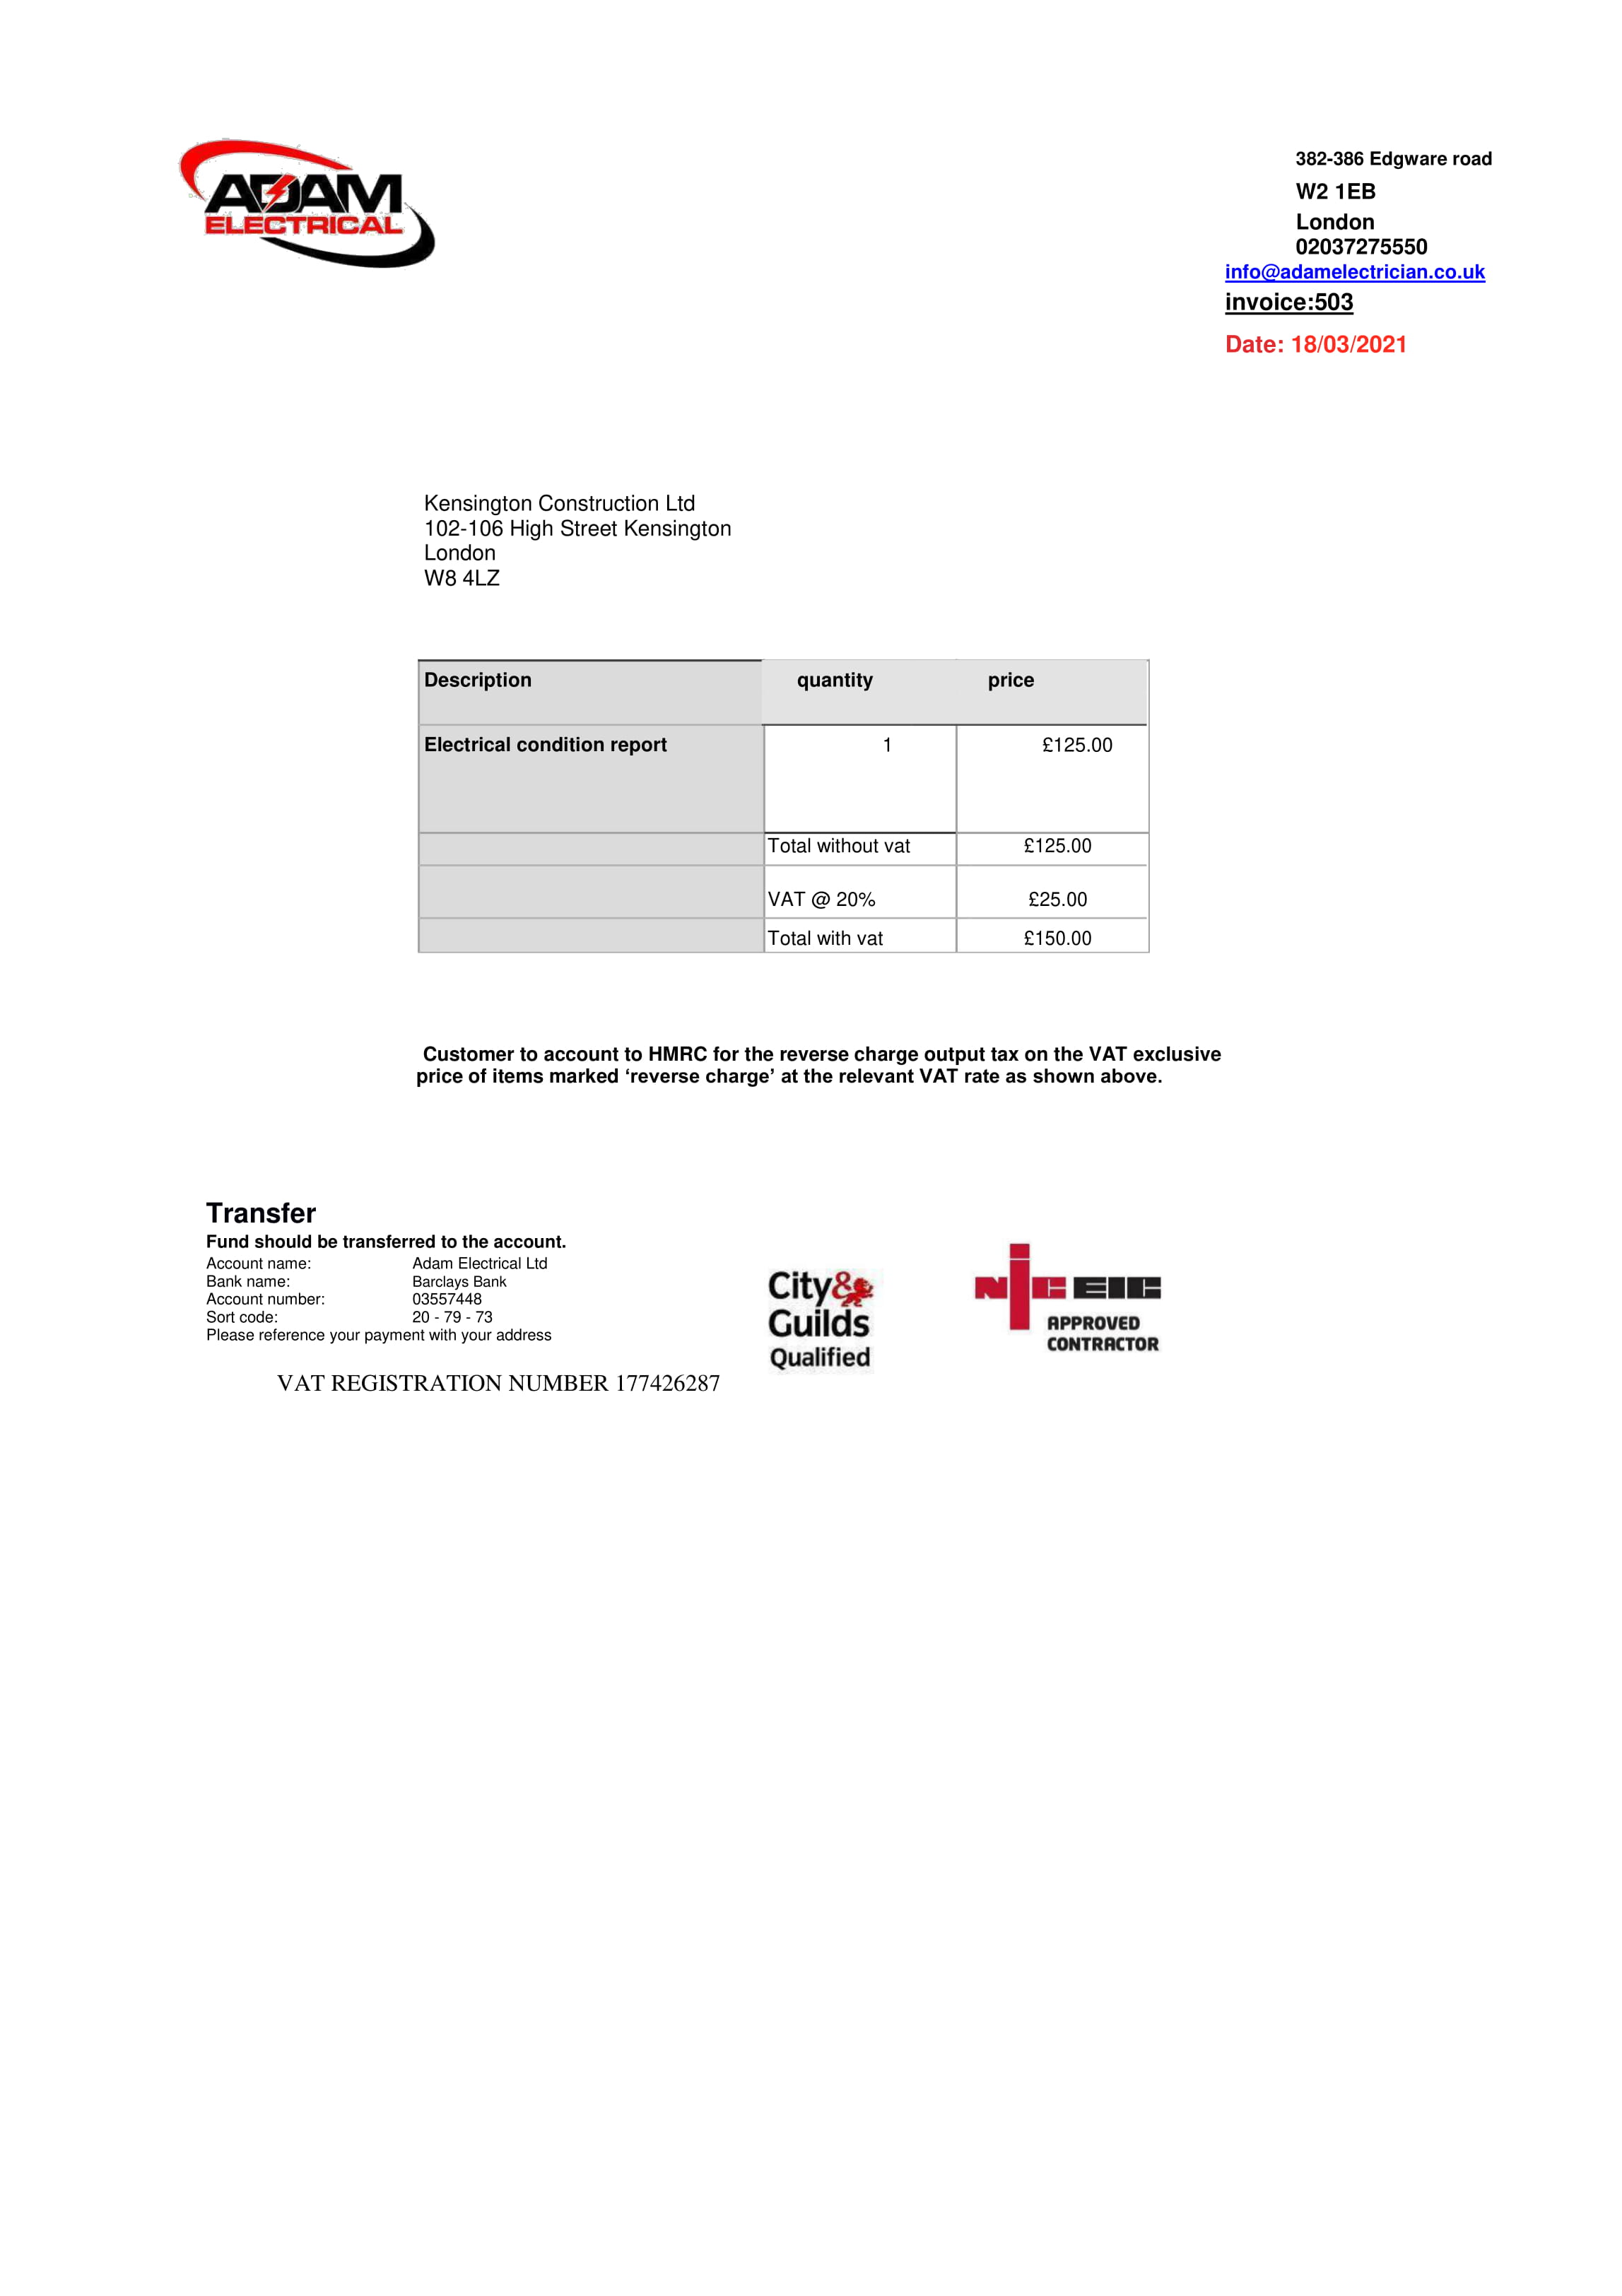 ADAM
ELECTRICAL
382-386 Edgware road
W2 1EB
London
02037275550
info@adamelectrician.co.uk
invoice:503
Date: 18/03/2021
Kensington Construction Ltd
102-106 High Street Kensington
London
W8 4LZ
Description quantity price
Electrical condition report 1 £125.00
Total without vat £125.00
VAT @ 20% £25.00
Total with vat £150.00
Customer to account to HMRC for the reverse charge output tax on the VAT exclusive
price of items marked ‘reverse charge’ at the relevant VAT rate as shown above.
Transfer
Fund should be transferred to the account.
Account name: Adam Electrical Ltd
Bank name: Barclays Bank
Account number: 03557448
Sort code: 20 - 79 - 73
Please reference your payment with your address
City&
Guilds
Qualified
NICEIC
APPROVED
CONTRACTOR
VAT REGISTRATION NUMBER 177426287